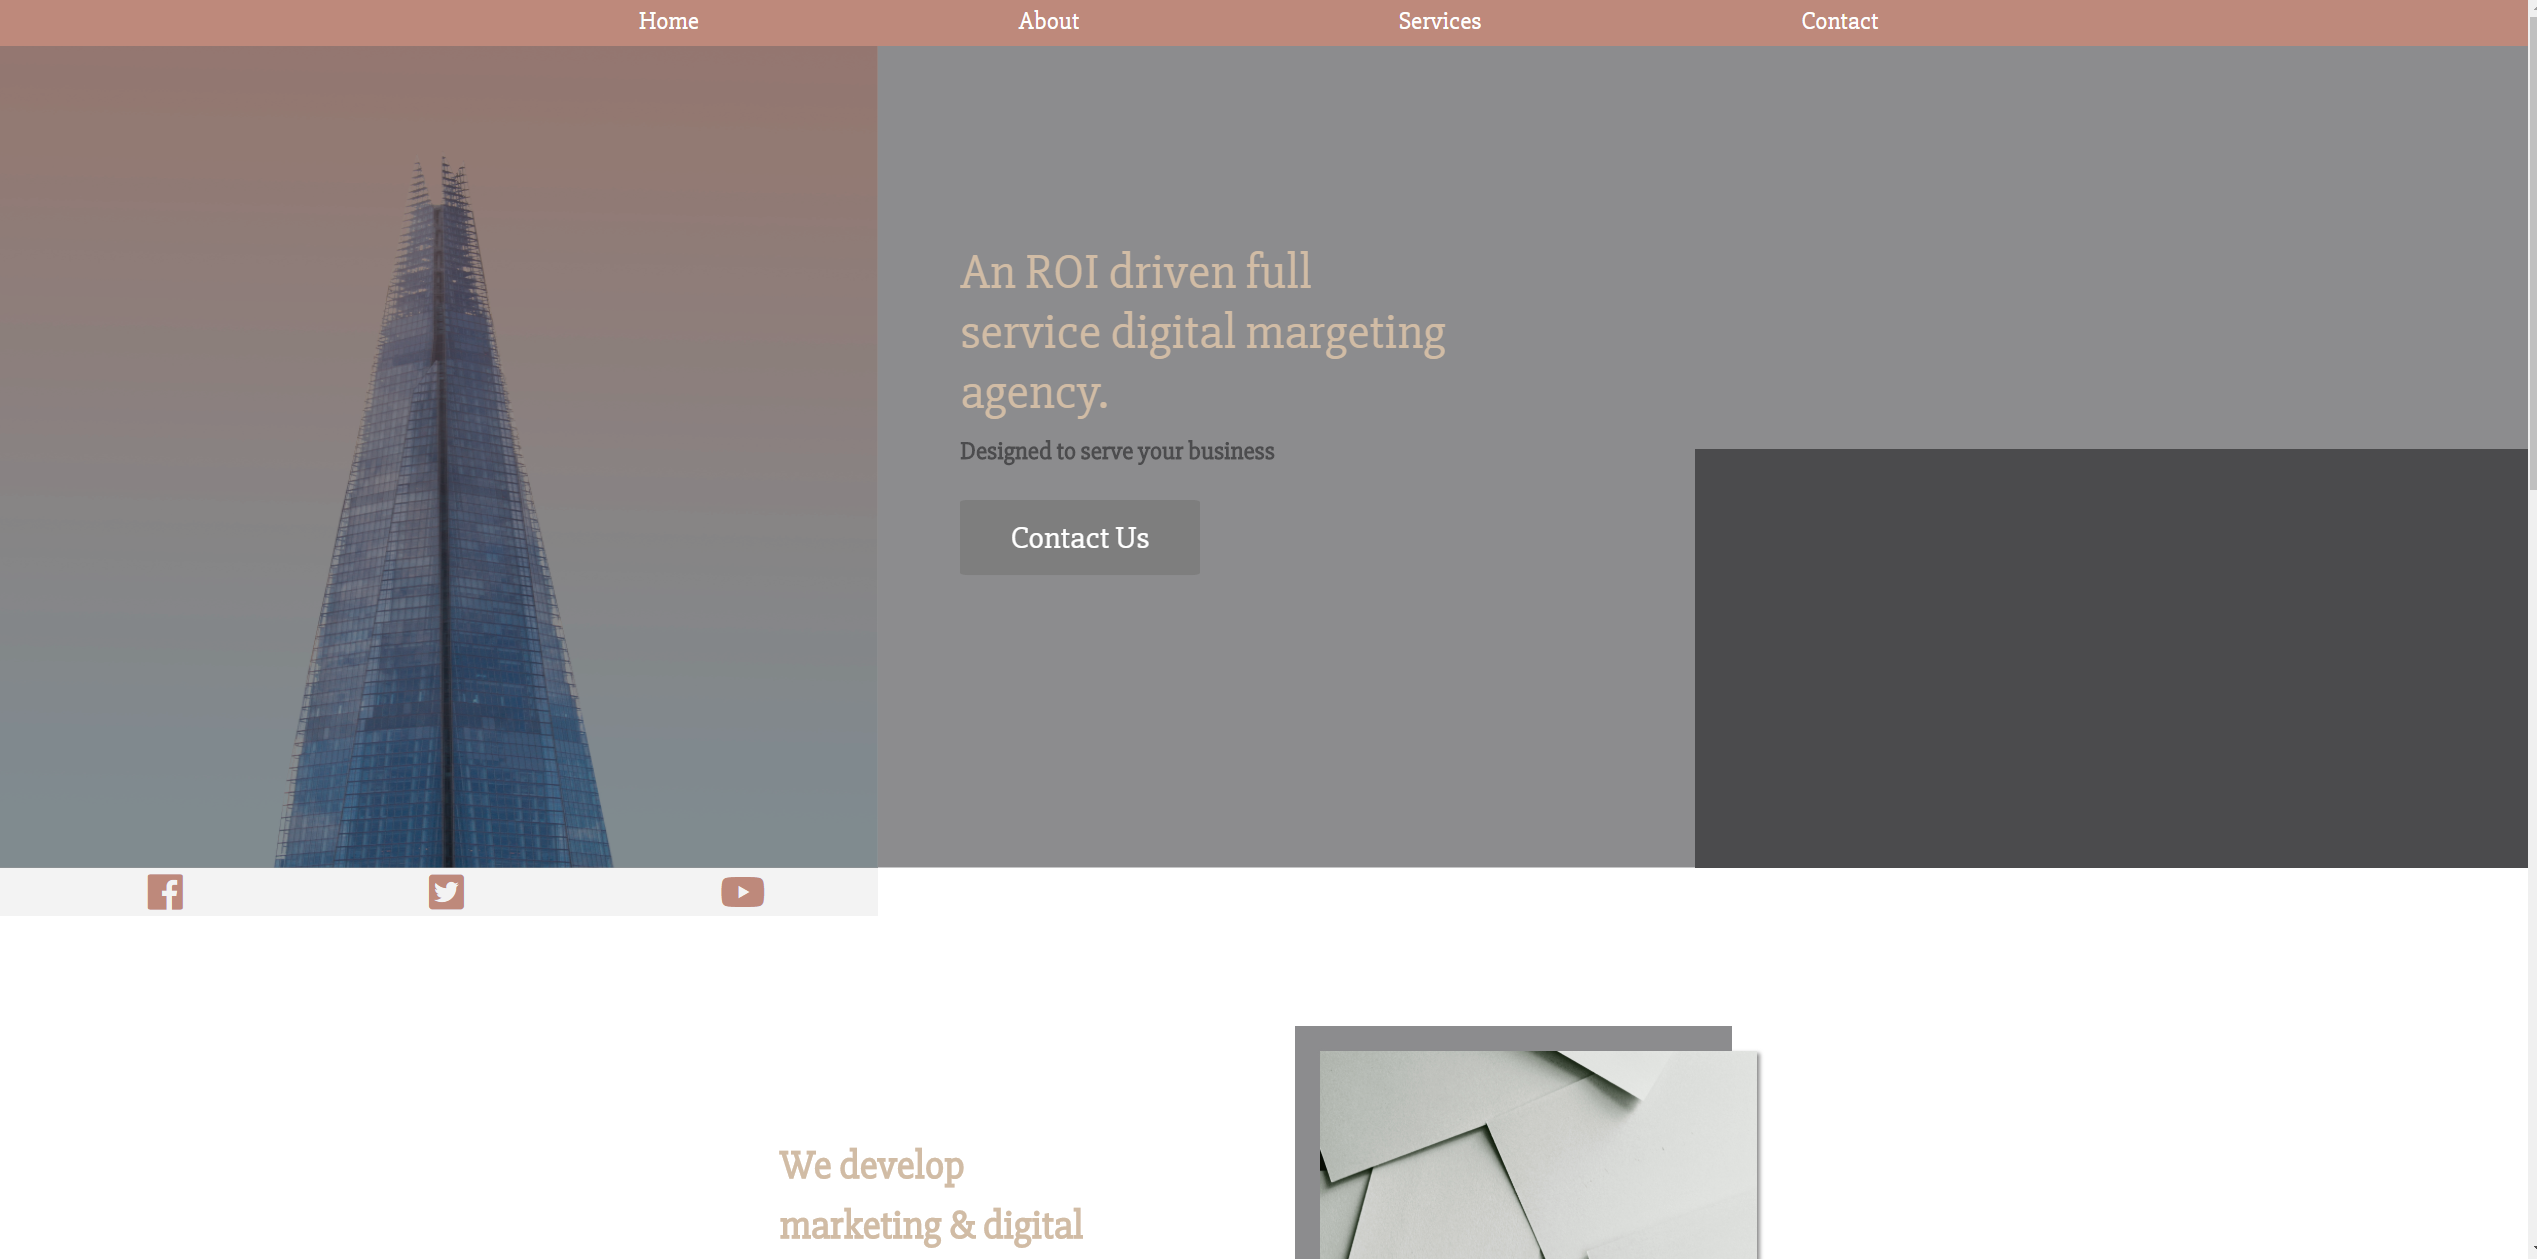 Home About Services Contact
An ROI driven full
service digital margeting
agency.
Designed to serve your business
Contact Us
We develop
marketing & digital